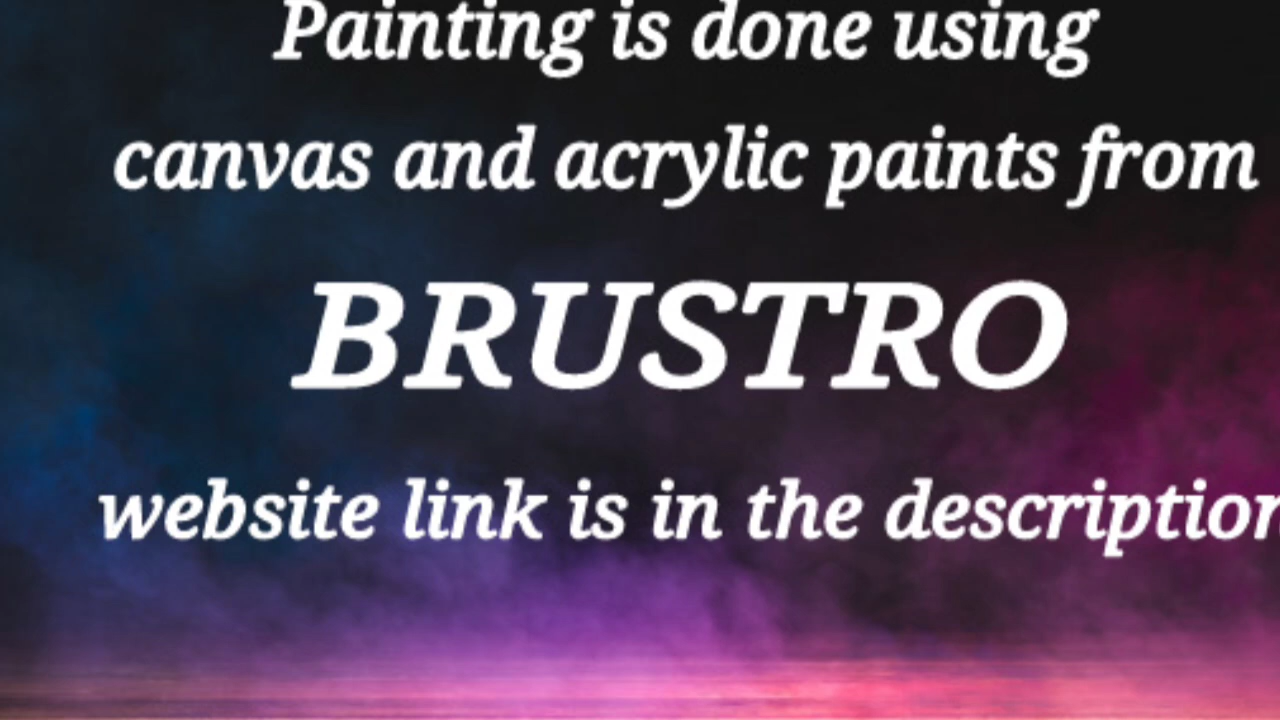 Painting is done using
canvas and acrylic paints from
BRUSTRO
website link is in the description